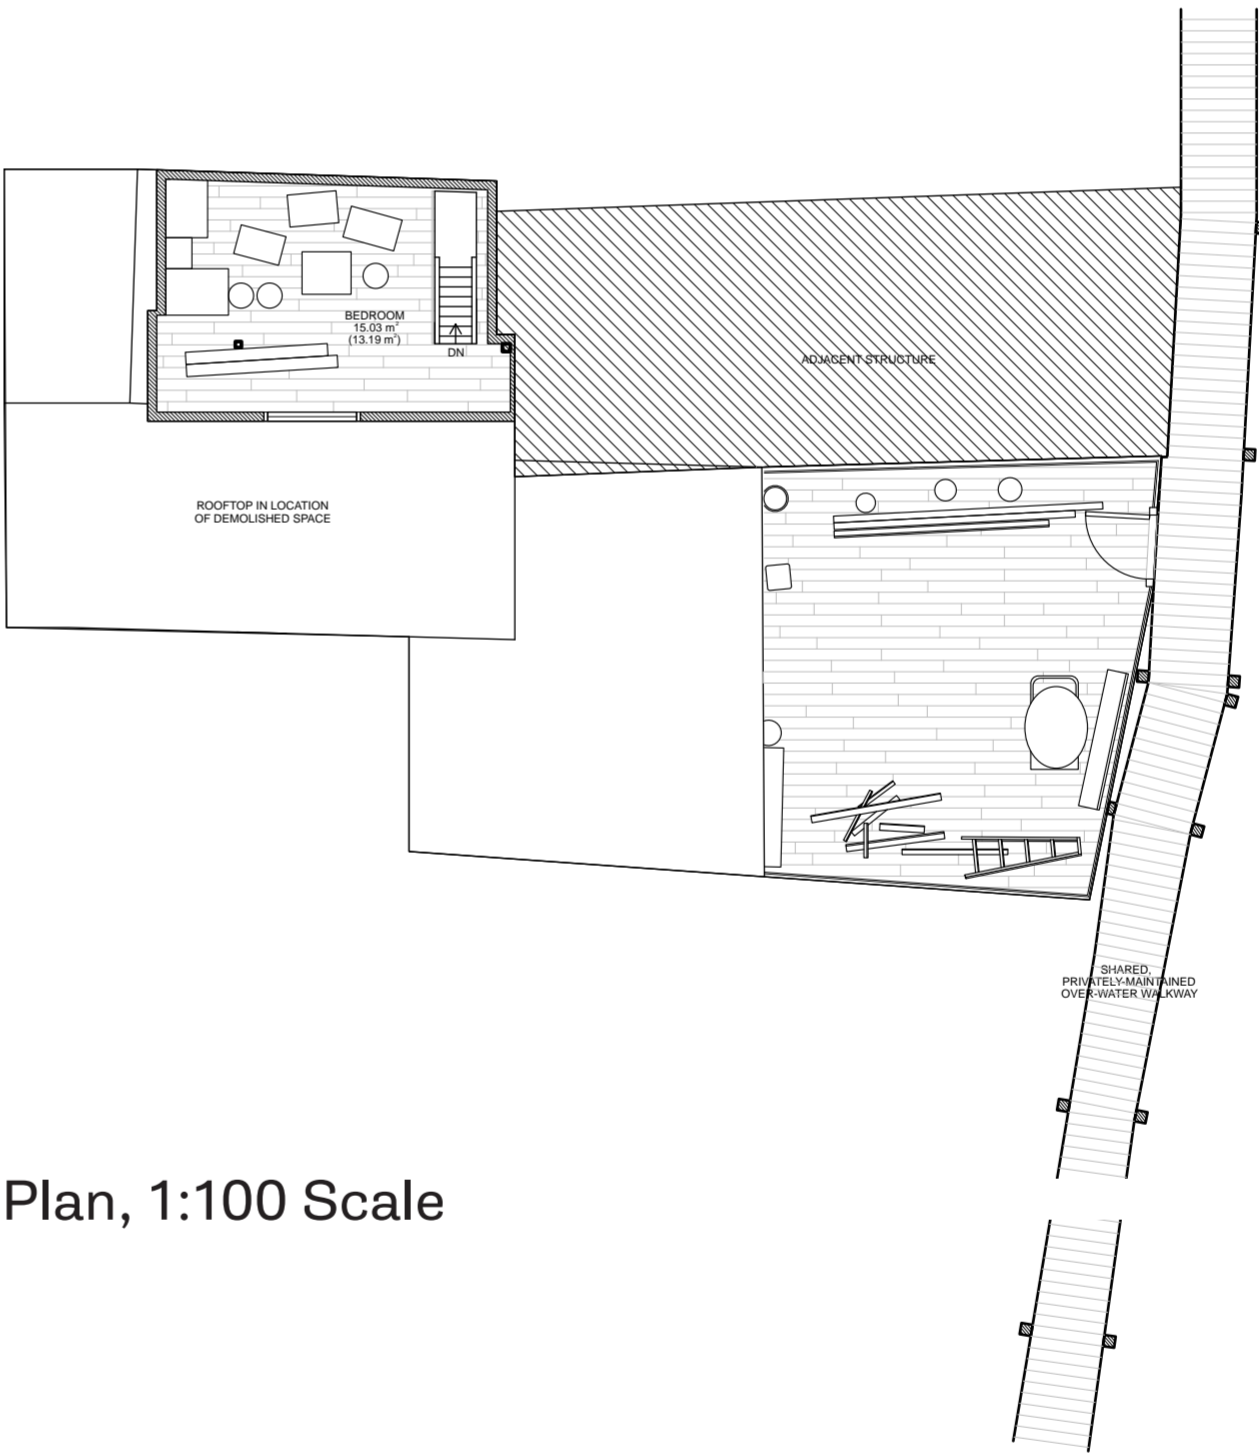 BEDROOM
15.03 m²
(13.19 m²)
DN
ADJACENT STRUCTURE
ROOFTOP IN LOCATION
OF DEMOLISHED SPACE
SHARED,
PRIVATELY-MAINTAINED
OVER-WATER WALKWAY
Plan, 1:100 Scale